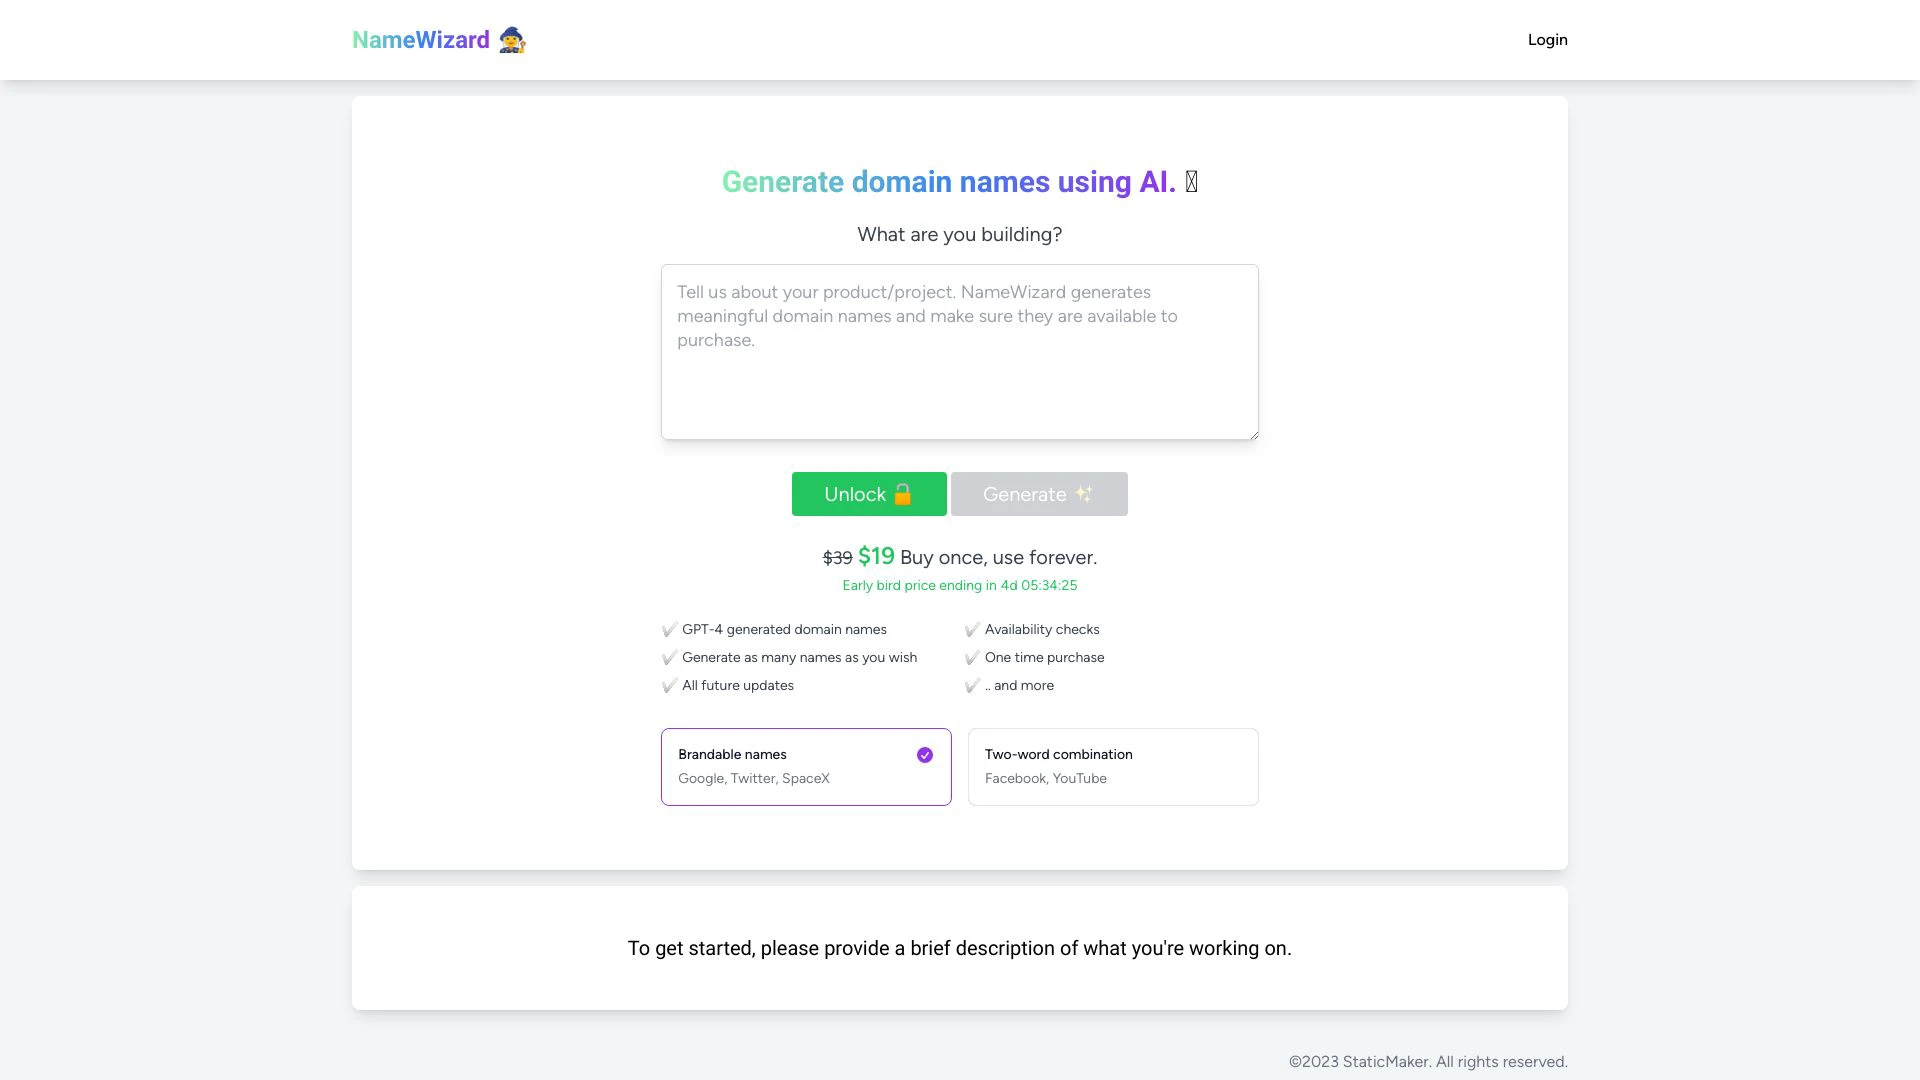 NameWizard
Login
Generate domain names using AI.
What are you building?
Tell us about your product/project. NameWizard generates
meaningful domain names and make sure they are available to
purchase.
Unlock 🔓 Generate ✨
$39 $19 Buy once, use forever.
Early bird price ending in 4d 05:34:25
✔ GPT-4 generated domain names
✔ Availability checks
✔ Generate as many names as you wish
✔ One time purchase
✔ All future updates
✔ .. and more
Brandable names
Google, Twitter, SpaceX
Two-word combination
Facebook, YouTube
To get started, please provide a brief description of what you're working on.
©2023 StaticMaker. All rights reserved.